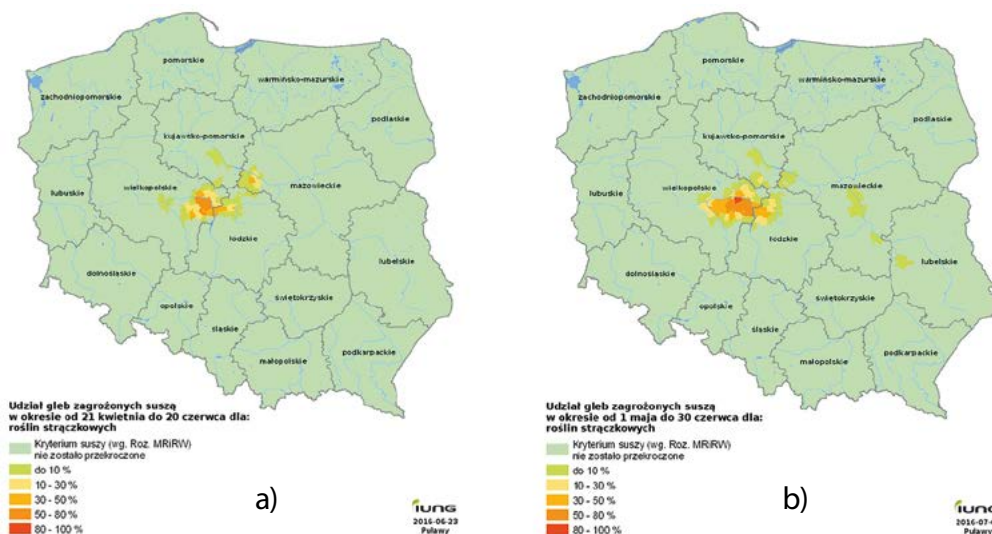 pomorskie
warmińsko-mazurskie
zachodniopomorskie
podlaskie
kujawsko-pomorskie
mazowieckie
wielkopolskie
lubuskie
łódzkie
lubelskie
dolnośląskie
świętokrzyskie
opolskie
śląskie
podkarpackie
małopolskie
Udział gleb zagrożonych suszą
w okresie od 21 kwietnia do 20 czerwca dla:
roślin strączkowych
Kryterium suszy (wg. Roz. MRiRW)
nie zostało przekroczone
do 10 %
10 - 30 %
30 - 50 %
50 - 80 %
80 - 100 %
a)
IUNG
2016-06-23
Puławy
pomorskie
warmińsko-mazurskie
zachodniopomorskie
podlaskie
kujawsko-pomorskie
wielkopolskie
mazowieckie
lubuskie
łódzkie
lubelskie
dolnośląskie
świętokrzyskie
opolskie
śląskie
podkarpackie
małopolskie
Udział gleb zagrożonych suszą
w okresie od 1 maja do 30 czerwca dla:
roślin strączkowych
Kryterium suszy (wg. Roz. MRiRW)
nie zostało przekroczone
do 10 %
10 - 30 %
30 - 50 %
50 - 80 %
80 - 100 %
b)
IUNG
Puławy